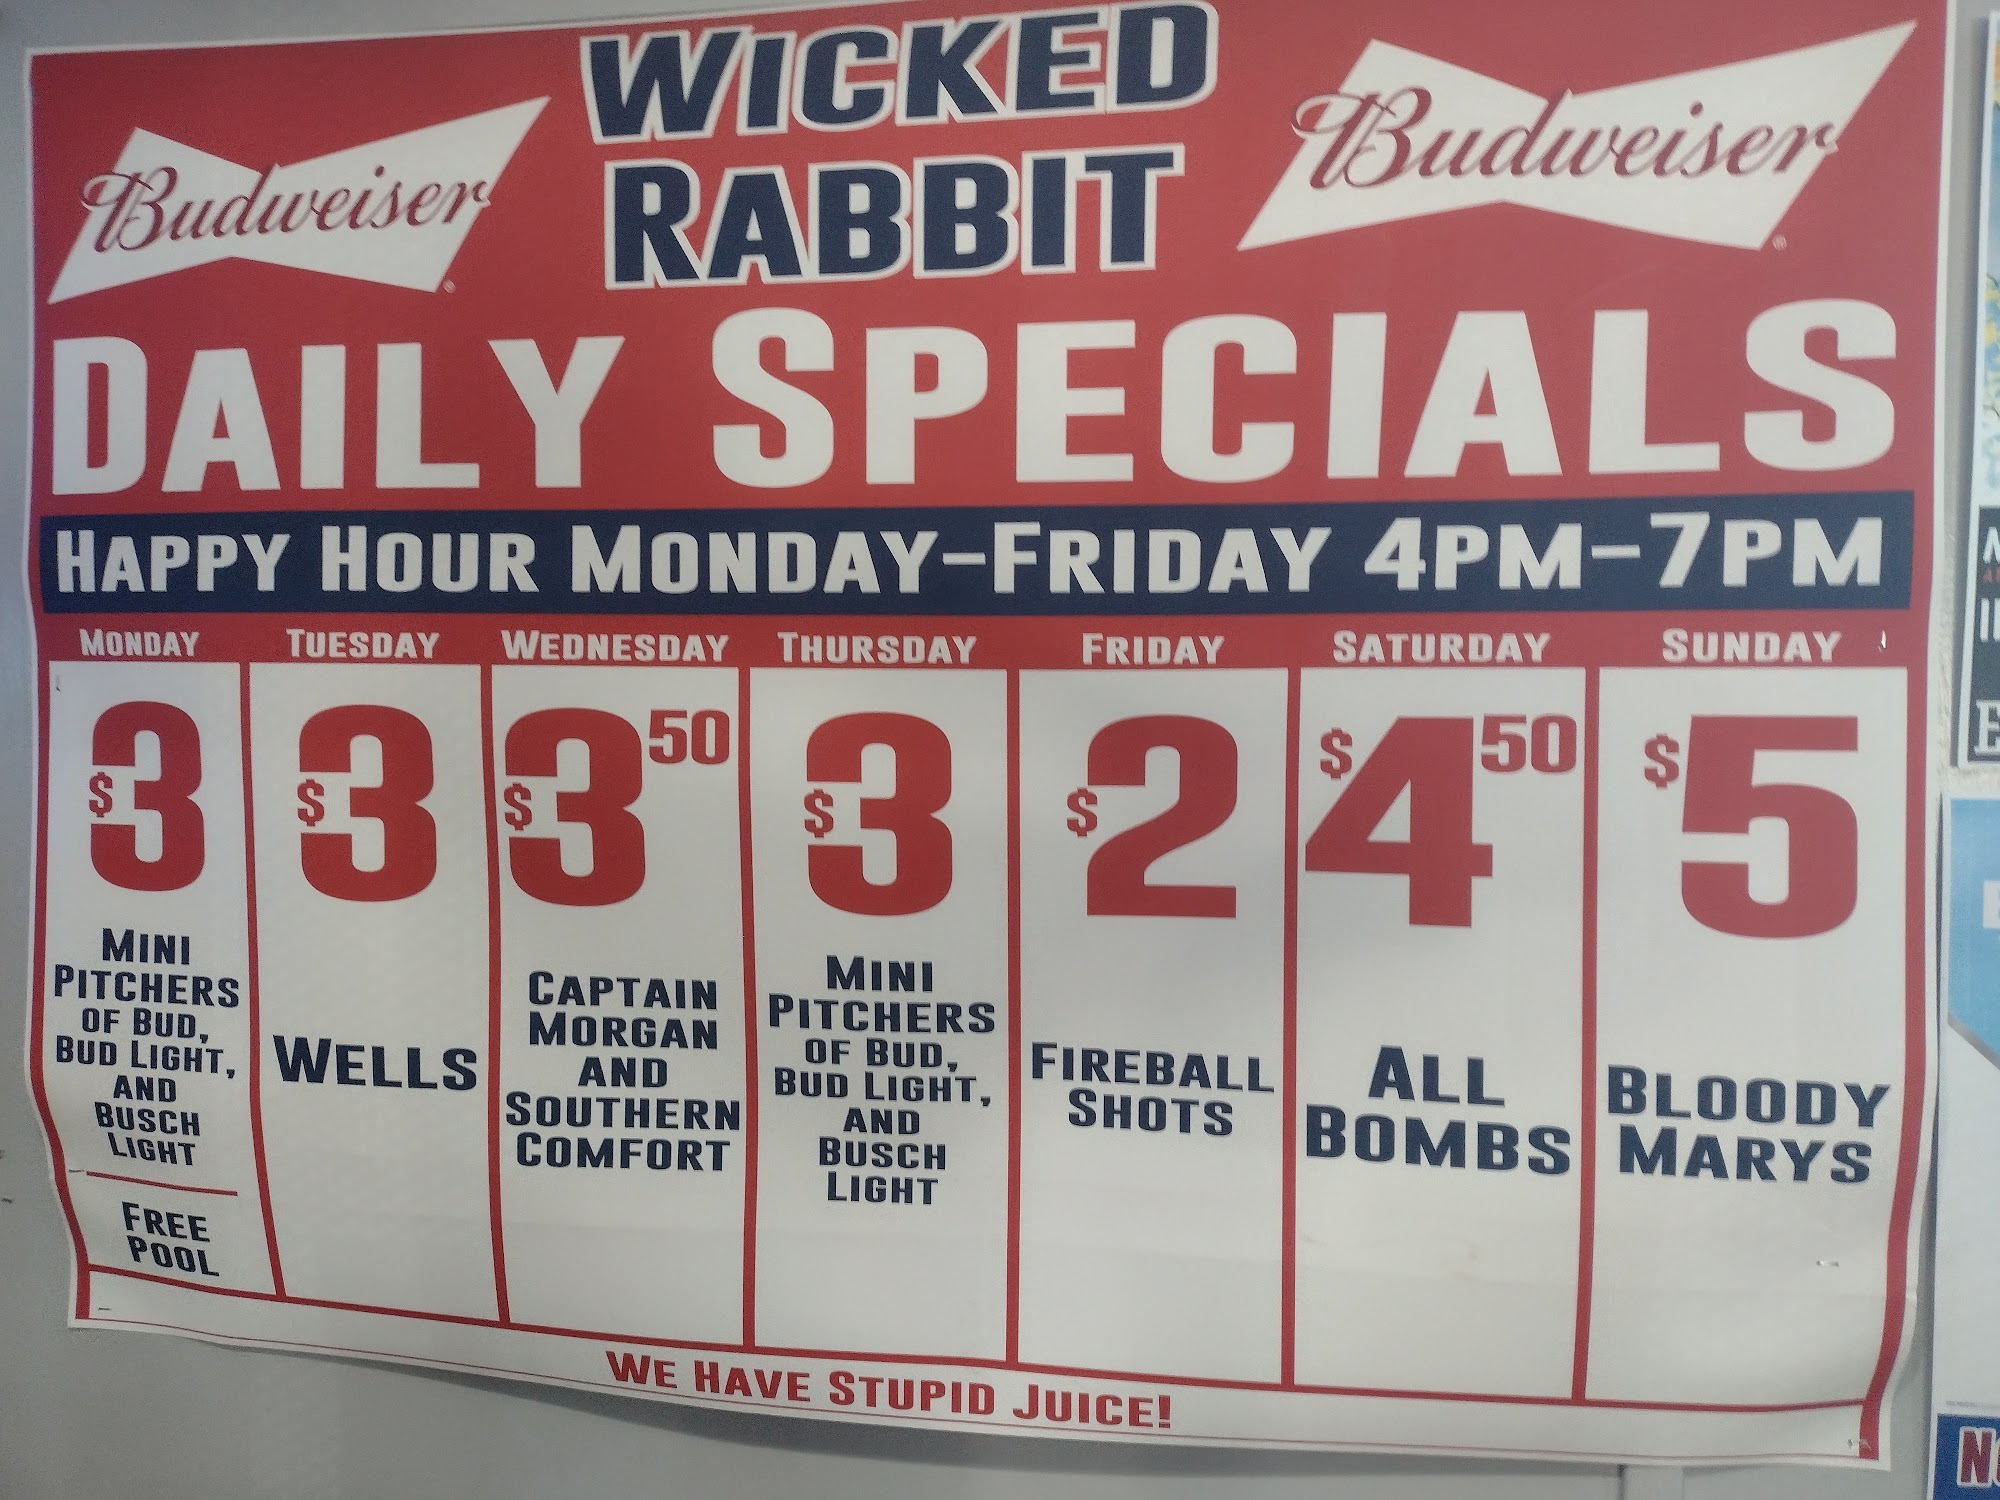 WICKED
RABBIT
Budweiser
Budweiser
DAILY SPECIALS
HAPPY HOUR MONDAY-FRIDAY 4PM-7PM
MONDAY
$3
MINI
PITCHERS
OF BUD,
BUD LIGHT,
AND
BUSCH
LIGHT
FREE
POOL
TUESDAY
$3
WELLS
WEDNESDAY
$3 50
CAPTAIN
MORGAN
AND
SOUTHERN
COMFORT
THURSDAY
$3
MINI
PITCHERS
OF BUD,
BUD LIGHT,
AND
BUSCH
LIGHT
FRIDAY
$2
FIREBALL
SHOTS
SATURDAY
$4 50
ALL
BOMBS
SUNDAY
$5
BLOODY
MARYS
WE HAVE STUPID JUICE!